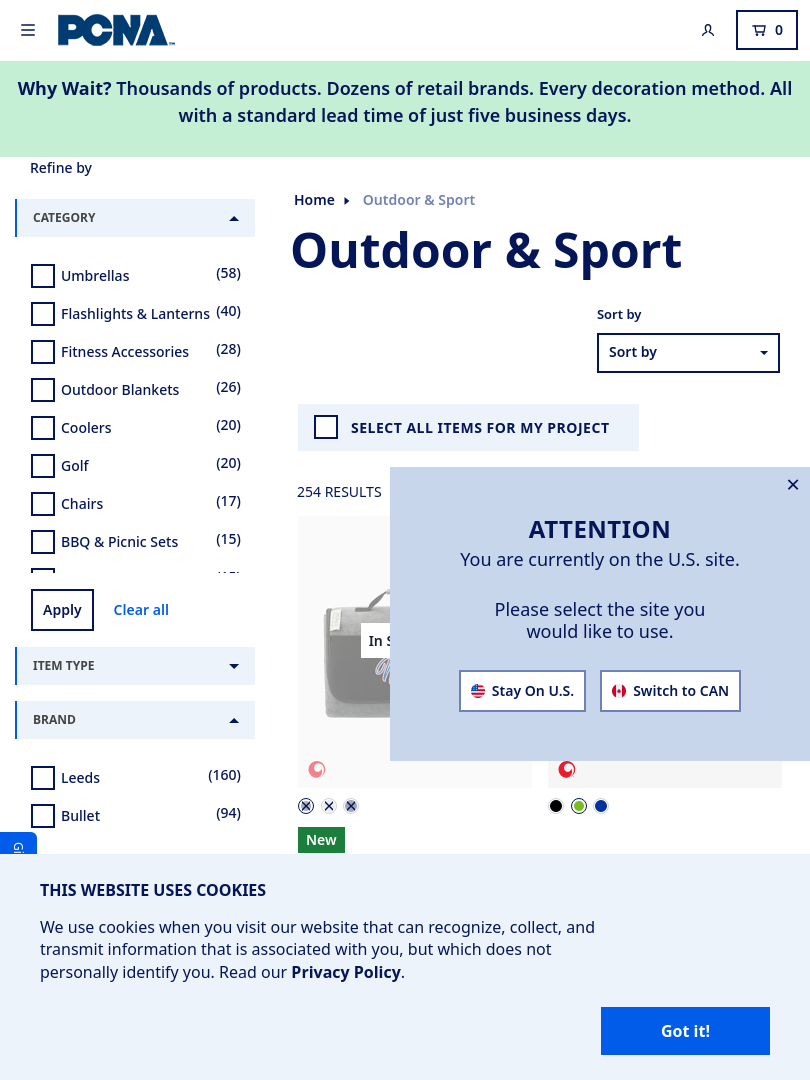 PCNA
0
Why Wait? Thousands of products. Dozens of retail brands. Every decoration method. All
with a standard lead time of just five business days.
Refine by
CATEGORY
Umbrellas (58)
Flashlights & Lanterns (40)
Fitness Accessories (28)
Outdoor Blankets (26)
Coolers (20)
Golf (20)
Chairs (17)
BBQ & Picnic Sets (15)
Apply
Clear all
ITEM TYPE
BRAND
Leeds (160)
Bullet (94)
Home
Outdoor & Sport
Outdoor & Sport
Sort by
Sort by
SELECT ALL ITEMS FOR MY PROJECT
254 RESULTS
In
New
ATTENTION
You are currently on the U.S. site.
Please select the site you
would like to use.
Stay On U.S.
Switch to CAN
THIS WEBSITE USES COOKIES
We use cookies when you visit our website that can recognize, collect, and
transmit information that is associated with you, but which does not
personally identify you. Read our Privacy Policy.
Got it!